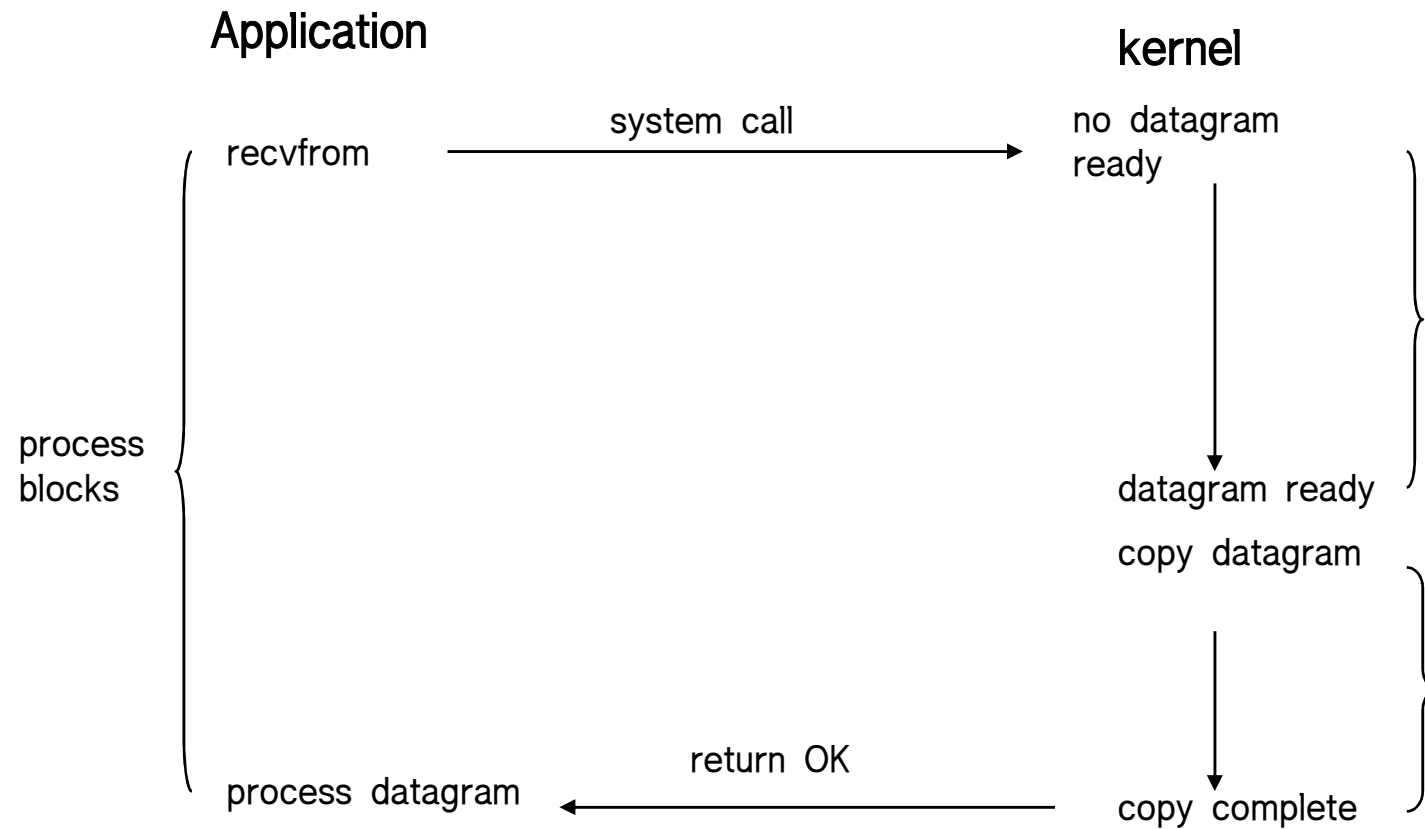 Application
kernel
system call
no datagram
ready
recvfrom
process
blocks
datagram ready
copy datagram
return OK
process datagram
copy complete